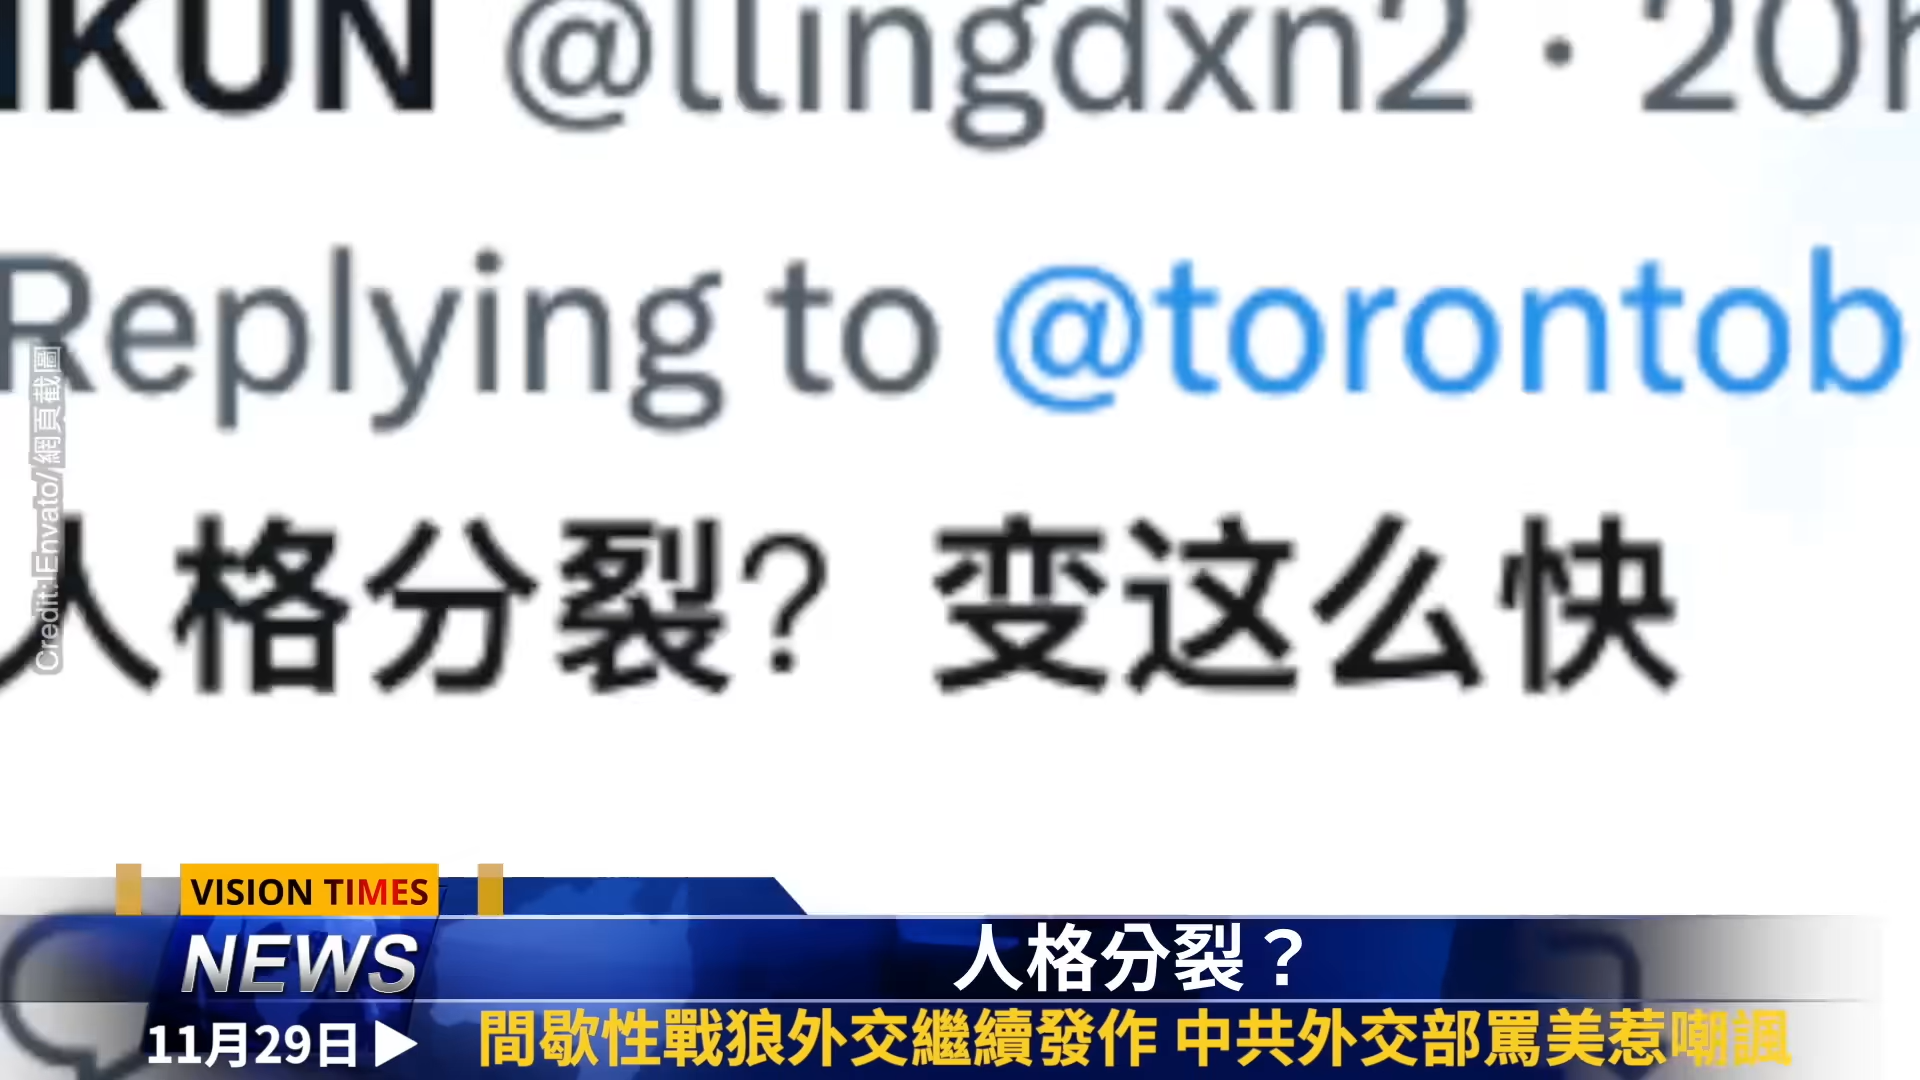 IKUN @llingdxn2 · 20h
Replying to @torontob
人格分裂？变这么快
Credit: Envato/網頁截圖
VISION TIMES
NEWS
人格分裂？
11月29日
間歇性戰狼外交繼續發作 中共外交部罵美惹嘲諷